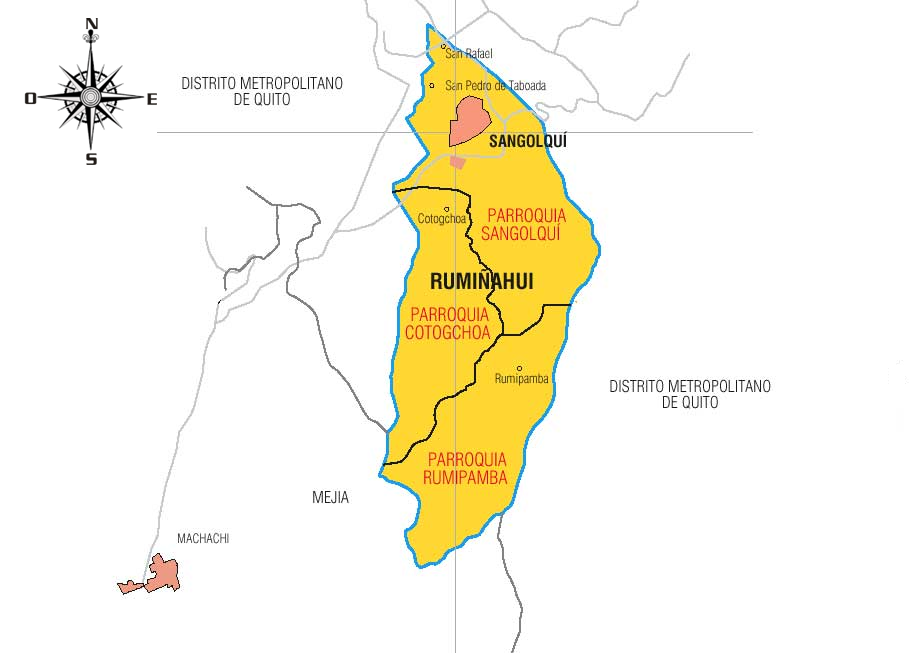 N
O
E
S
DISTRITO METROPOLITANO
DE QUITO
San Rafael
San Pedro de Taboada
SANGOLQUÍ
Cotogchoa
PARROQUIA
SANGOLQUÍ
RUMIÑAHUI
PARROQUIA
COTOGCHOA
Rumipamba
DISTRITO METROPOLITANO
DE QUITO
PARROQUIA
RUMIPAMBA
MEJIA
MACHACHI